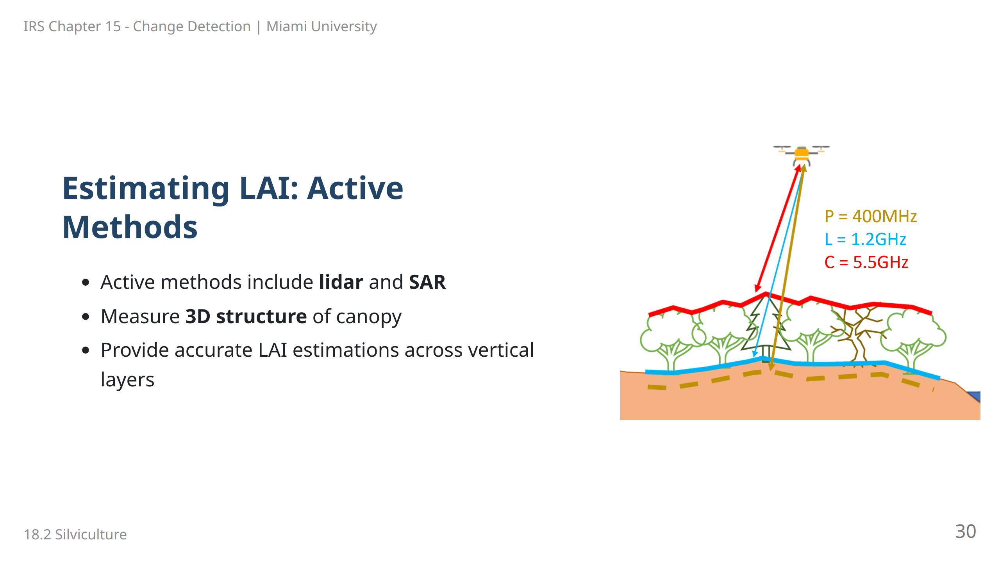 IRS Chapter 15 - Change Detection | Miami University
Estimating LAI: Active
Methods
Active methods include lidar and SAR
Measure 3D structure of canopy
Provide accurate LAI estimations across vertical
layers
P = 400MHz
L = 1.2GHz
C = 5.5GHz
18.2 Silviculture
30